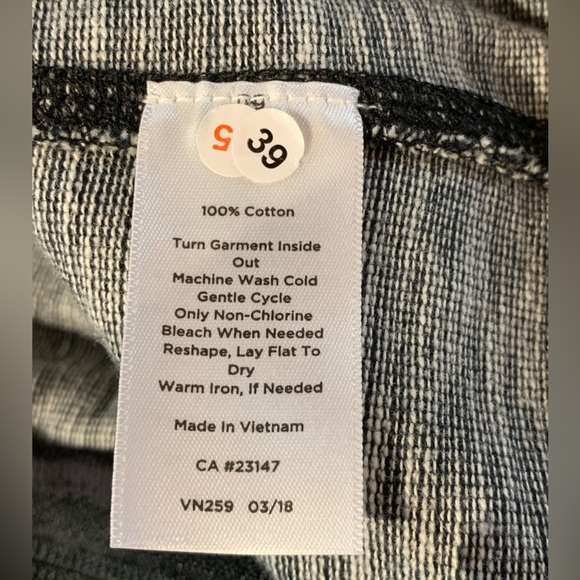 5 39
100% Cotton
Turn Garment Inside
Out
Machine Wash Cold
Gentle Cycle
Only Non-Chlorine
Bleach When Needed
Reshape, Lay Flat To
Dry
Warm Iron, If Needed
Made In Vietnam
CA #23147
VN259 03/18